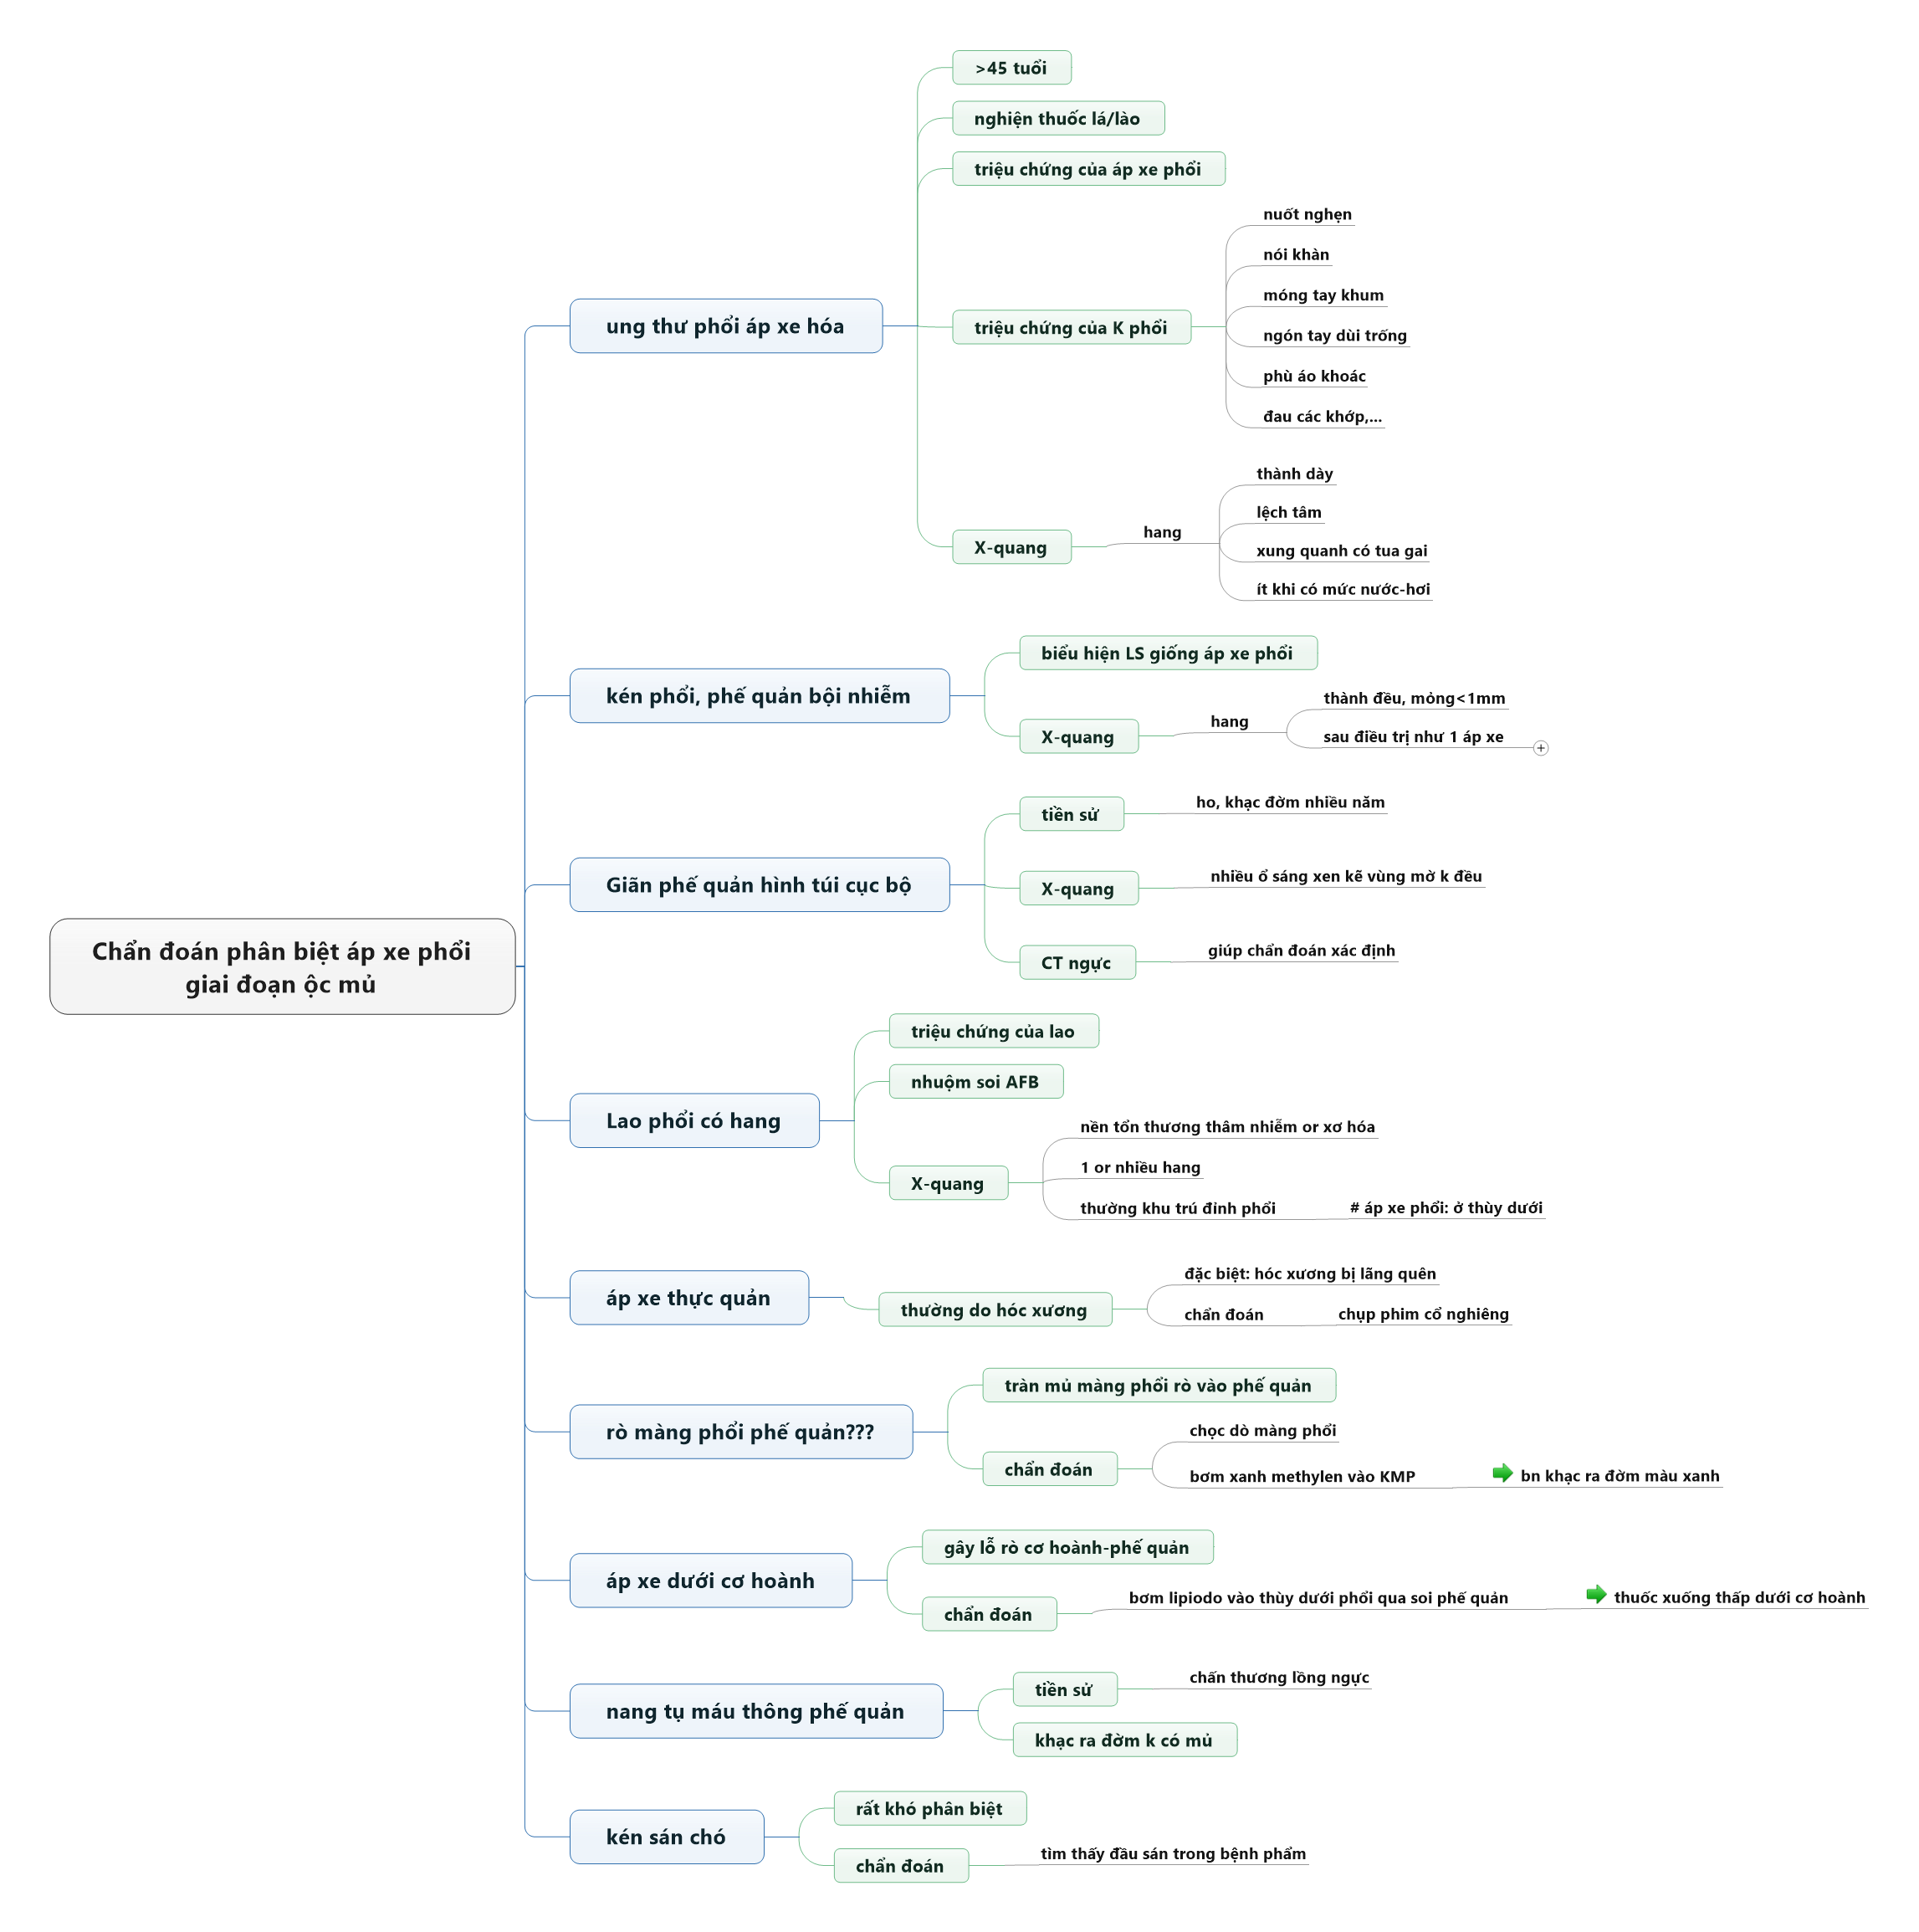 Chẩn đoán phân biệt áp xe phổi
giai đoạn ộc mủ
ung thư phổi áp xe hóa
>45 tuổi
nghiện thuốc lá/lào
triệu chứng của áp xe phổi
triệu chứng của K phổi
nuốt nghẹn
nói khàn
móng tay khum
ngón tay dùi trống
phù áo khoác
đau các khớp,...
X-quang
hang
thành dày
lệch tâm
xung quanh có tua gai
ít khi có mức nước-hơi
kén phổi, phế quản bội nhiễm
biểu hiện LS giống áp xe phổi
X-quang
hang
thành đều, mỏng<1mm
sau điều trị như 1 áp xe
Giãn phế quản hình túi cục bộ
tiền sử
ho, khạc đờm nhiều năm
X-quang
nhiều ổ sáng xen kẽ vùng mờ k đều
CT ngực
giúp chẩn đoán xác định
Lao phổi có hang
triệu chứng của lao
nhuộm soi AFB
X-quang
nền tổn thương thâm nhiễm or xơ hóa
1 or nhiều hang
thường khu trú đỉnh phổi
# áp xe phổi: ở thùy dưới
áp xe thực quản
thường do hóc xương
đặc biệt: hóc xương bị lãng quên
chẩn đoán
chụp phim cổ nghiêng
rò màng phổi phế quản???
tràn mủ màng phổi rò vào phế quản
chẩn đoán
chọc dò màng phổi
bơm xanh methylen vào KMP
bn khạc ra đờm màu xanh
áp xe dưới cơ hoành
gây lỗ rò cơ hoành-phế quản
chẩn đoán
bơm lipiodo vào thùy dưới phổi qua soi phế quản
thuốc xuống thấp dưới cơ hoành
nang tụ máu thông phế quản
tiền sử
chấn thương lồng ngực
khạc ra đờm k có mủ
kén sán chó
rất khó phân biệt
chẩn đoán
tìm thấy đầu sán trong bệnh phẩm